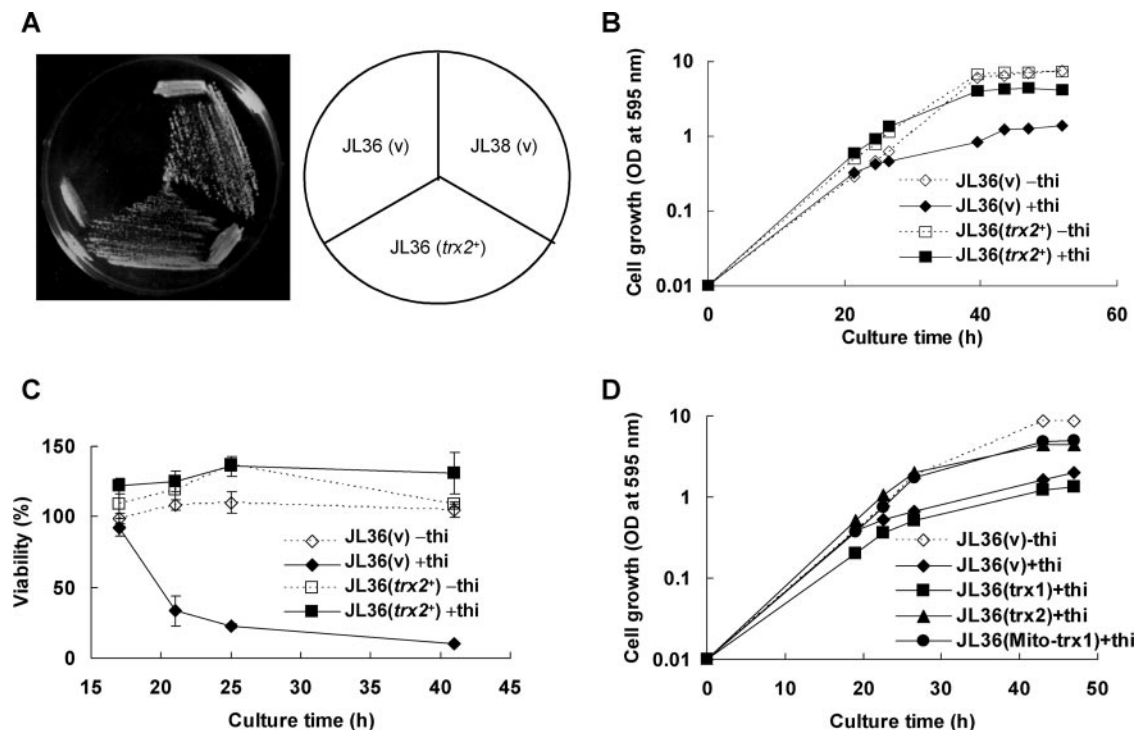 A
JL36 (v)
JL38 (v)
JL36 (trx2+)
B
Cell growth (OD at 595 nm)
10
1
0.1
0.01
0
20
40
60
Culture time (h)
JL36(v) –thi
JL36(v) +thi
JL36(trx2+) –thi
JL36(trx2+) +thi
C
Viability (%)
150
100
50
0
15
20
25
30
35
40
45
Culture time (h)
JL36(v) –thi
JL36(v) +thi
JL36(trx2+) –thi
JL36(trx2+) +thi
D
Cell growth (OD at 595 nm)
10
1
0.1
0.01
0
10
20
30
40
50
Culture time (h)
JL36(v)-thi
JL36(v)+thi
JL36(trx1)+thi
JL36(trx2)+thi
JL36(Mito-trx1)+thi